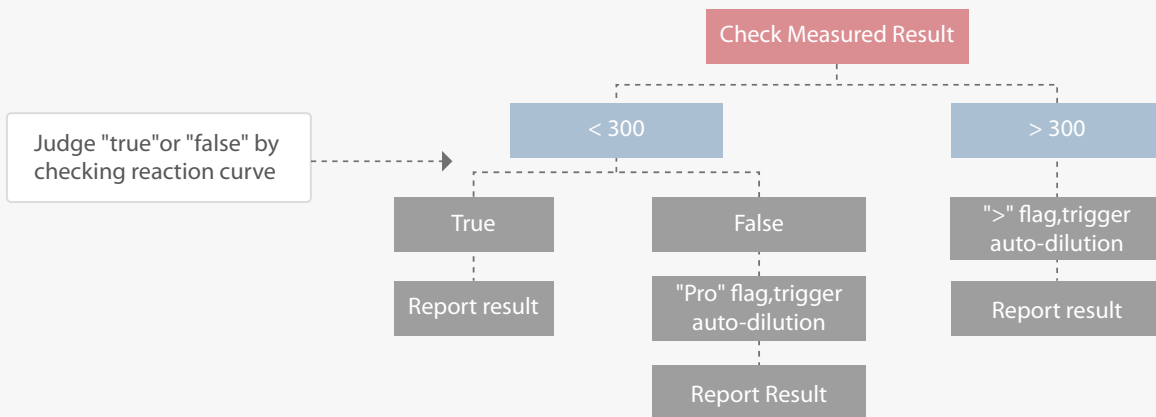 Check Measured Result
Judge "true"or "false" by
checking reaction curve
< 300
> 300
True
False
">" flag,trigger
auto-dilution
Report result
"Pro" flag,trigger
auto-dilution
Report result
Report Result